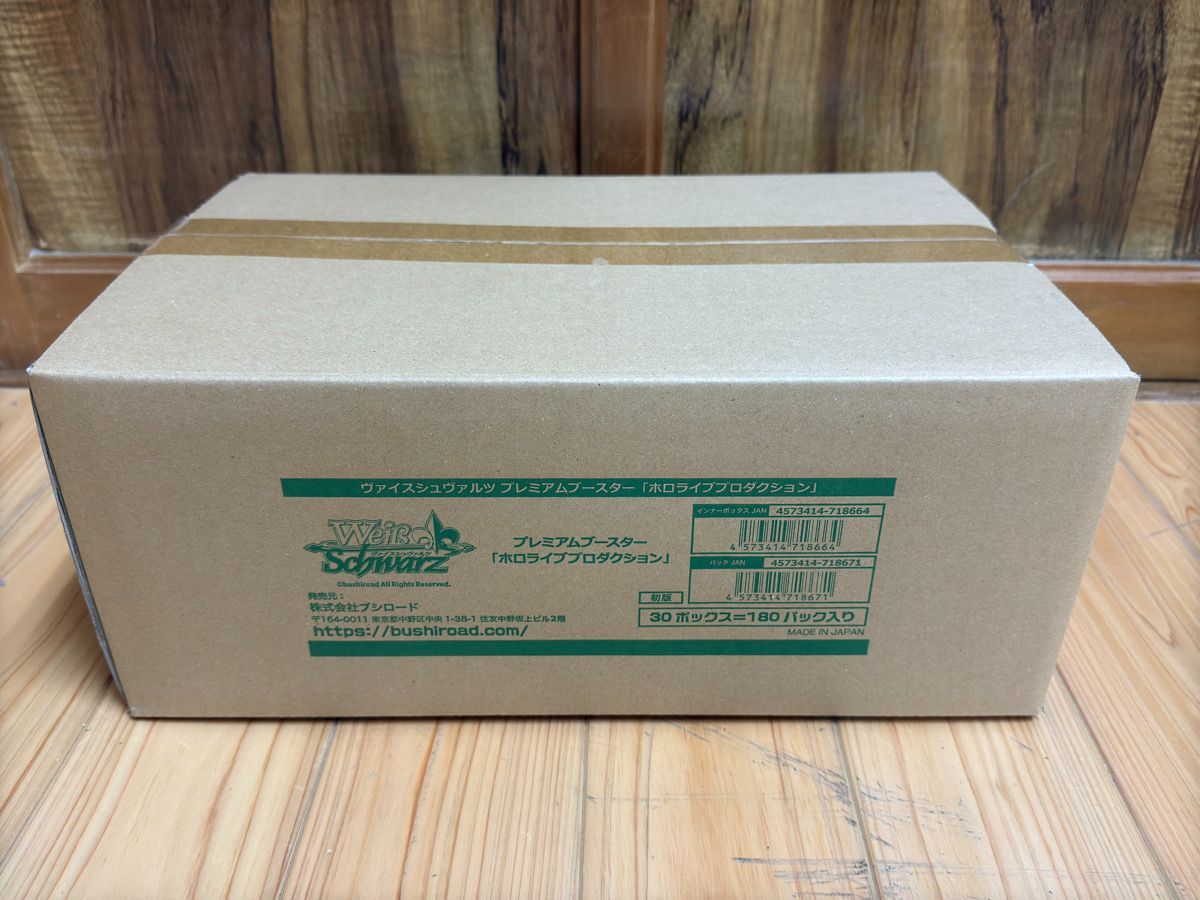 ヴァイスシュヴァルツ プレミアムブースター「ホロライブプロダクション」
Weiß
Schwarz
ヴァイスシュヴァルツ
©bushiroad All Rights Reserved.
プレミアムブースター
「ホロライブプロダクション」
インナーボックス JAN 4573414-718664
4 573414 718664
パック JAN 4573414-718671
4 573414 718671
発売元：
株式会社ブシロード
〒164-0011 東京都中野区中央 1-38-1 住友中野坂上ビル2階
https://bushiroad.com/
初版
30ボックス=180パック入り
MADE IN JAPAN